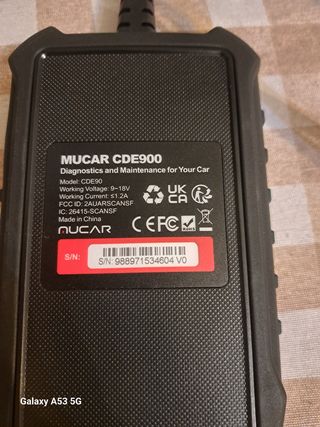 MUCAR CDE900
Diagnostics and Maintenance for Your Car
Model: CDE90
Working Voltage: 9~18V
Working Current: ≤1.2A
FCC ID: 2AUARSCANSF
IC: 26415-SCANSF
Made in China
UK
CA
MUCAR
FC CE
S/N:
S/N: 988971534604 V0
Galaxy A53 5G